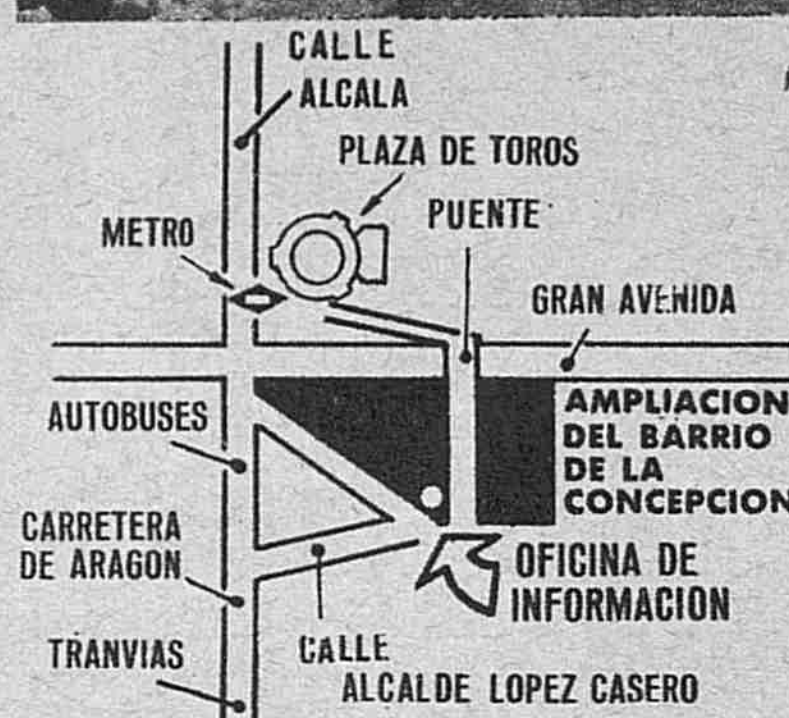 CALLE
ALCALA
PLAZA DE TOROS
PUENTE
METRO
GRAN AVENIDA
AUTOBUSES
AMPLIACION
DEL BARRIO
DE LA
CONCEPCION
CARRETERA
DE ARAGON
OFICINA DE
INFORMACION
TRANVIAS
CALLE
ALCALDE LOPEZ CASERO